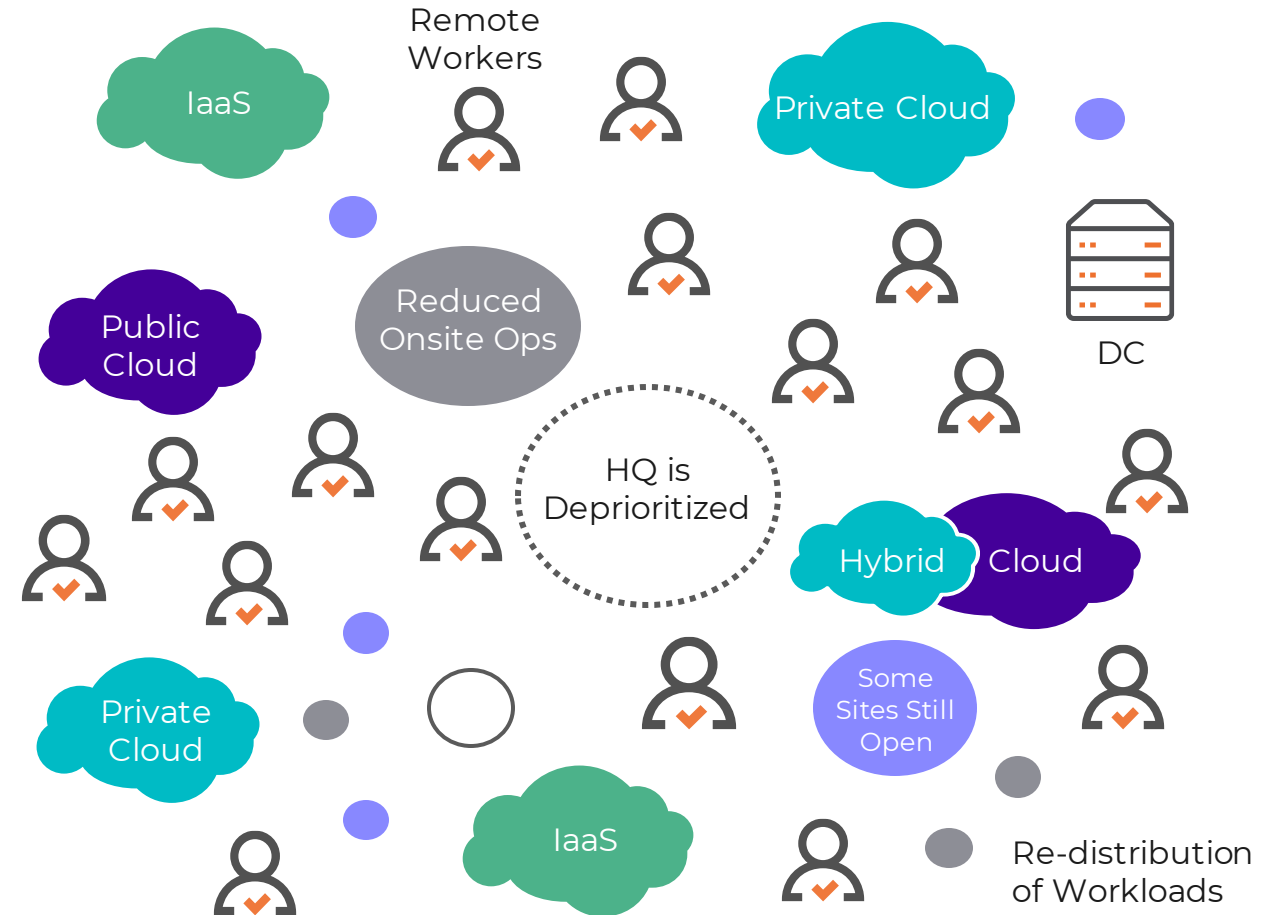 Remote
Workers
IaaS
Private Cloud
Reduced
Onsite Ops
Public
Cloud
DC
HQ is
Deprioritized
Hybrid
Cloud
Some
Sites Still
Open
Private
Cloud
IaaS
Re-distribution
of Workloads